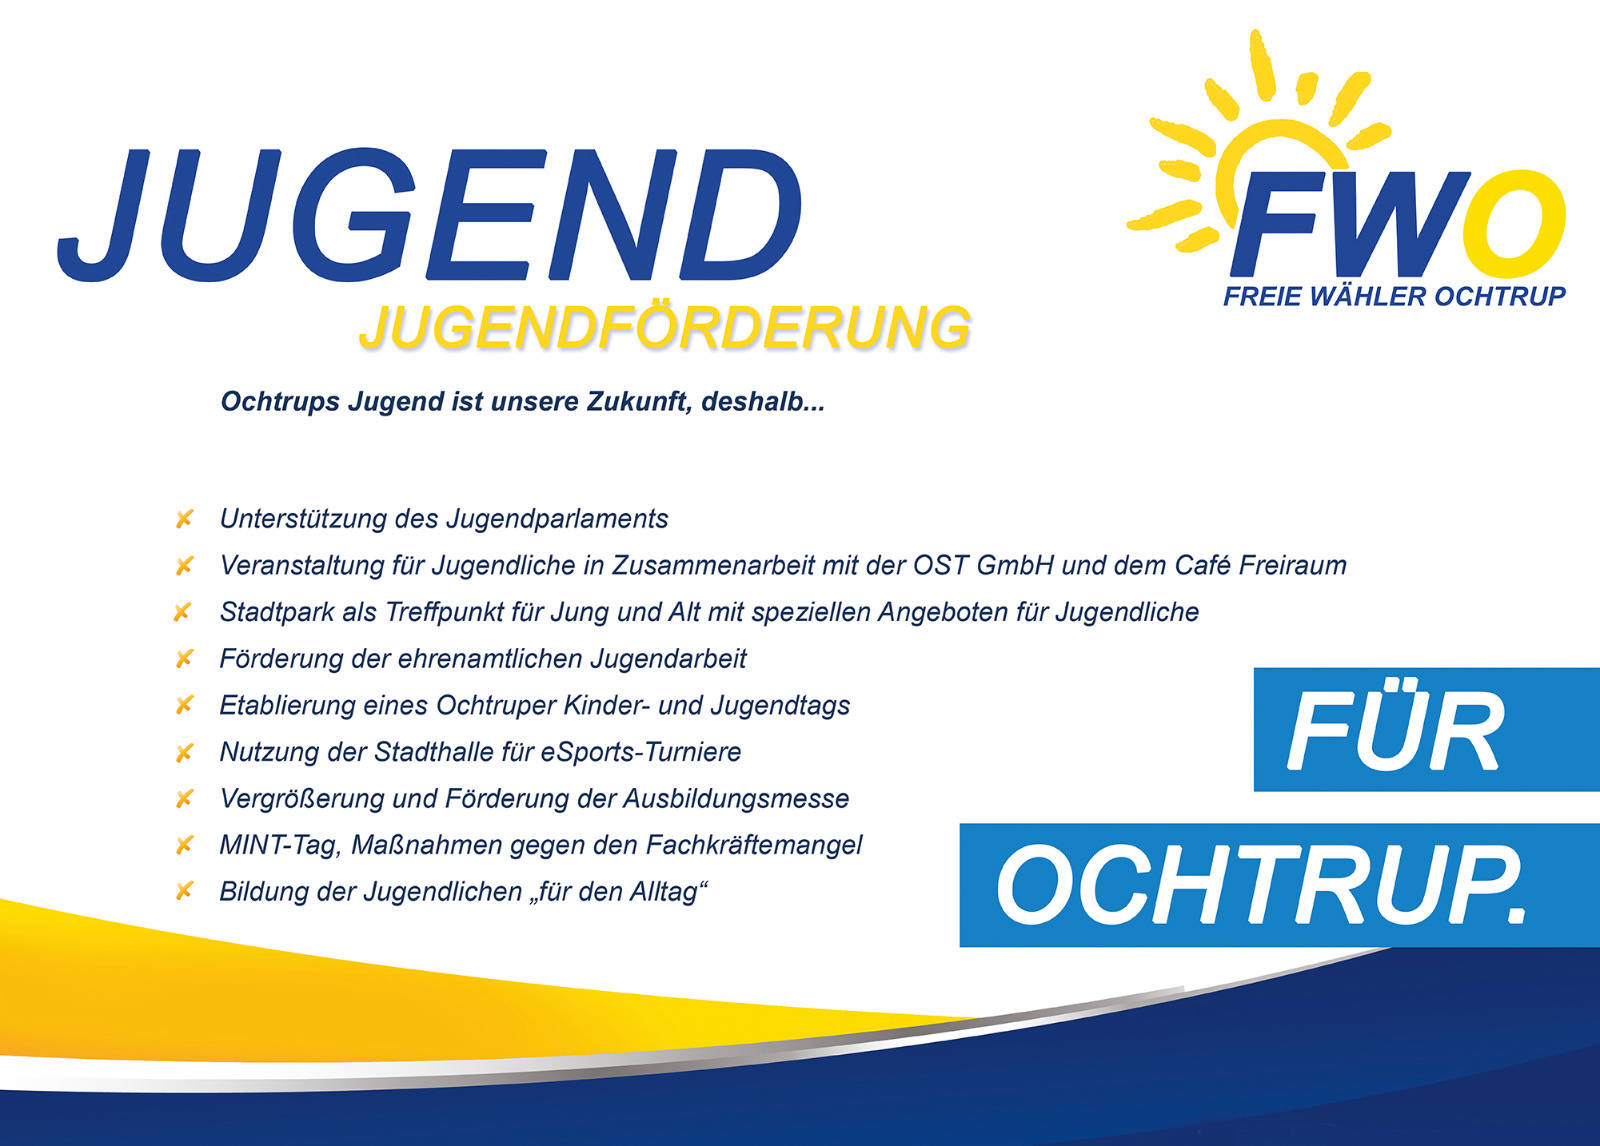 JUGEND
JUGENDFÖRDERUNG
FWO
FREIE WÄHLER OCHTRUP
Ochtrups Jugend ist unsere Zukunft, deshalb...
Unterstützung des Jugendparlaments
Veranstaltung für Jugendliche in Zusammenarbeit mit der OST GmbH und dem Café Freiraum
Stadtpark als Treffpunkt für Jung und Alt mit speziellen Angeboten für Jugendliche
Förderung der ehrenamtlichen Jugendarbeit
Etablierung eines Ochtruper Kinder- und Jugendtags
Nutzung der Stadthalle für eSports-Turniere
Vergrößerung und Förderung der Ausbildungsmesse
MINT-Tag, Maßnahmen gegen den Fachkräftemangel
Bildung der Jugendlichen „für den Alltag“
FÜR
OCHTRUP.